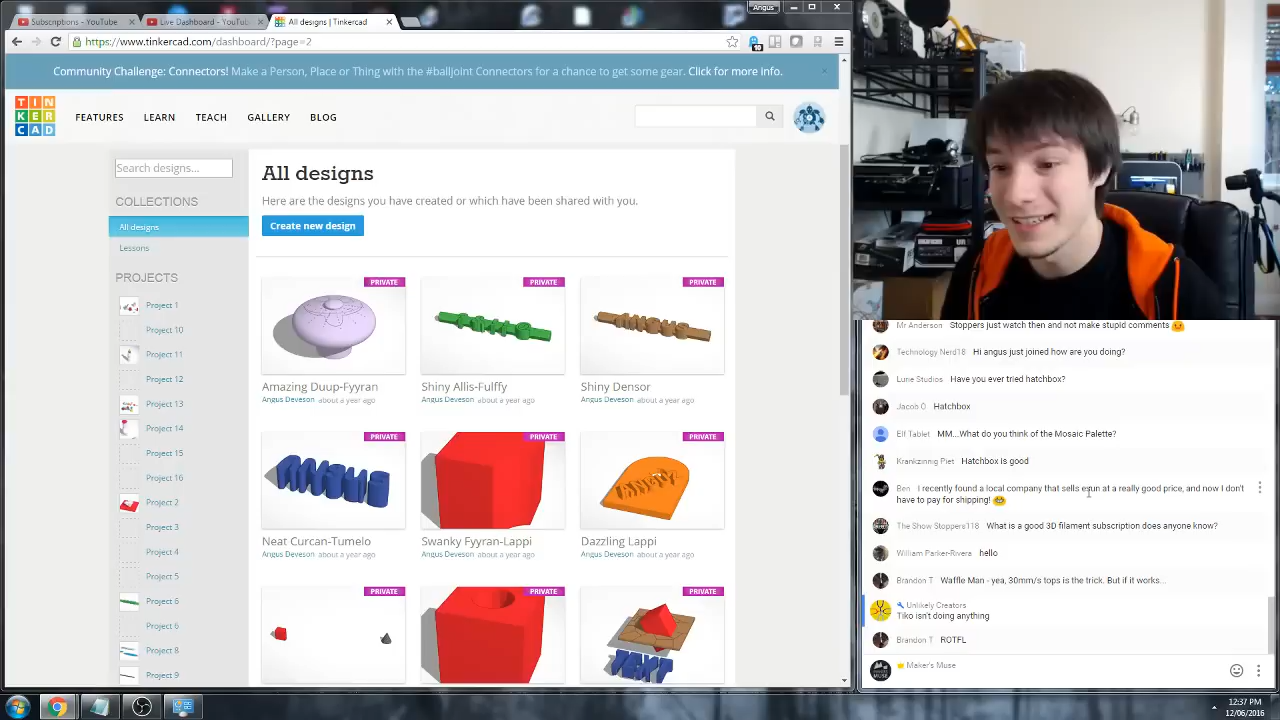 Subscriptions - YouTube
Live Dashboard - YouTub
All designs | Tinkercad
Angus
https://www.tinkercad.com/dashboard/?page=2
Community Challenge: Connectors! Make a Person, Place or Thing with the #balljoint Connectors for a chance to get some gear. Click for more info.
TIN
KER
CAD
FEATURES
LEARN
TEACH
GALLERY
BLOG
Search designs...
COLLECTIONS
All designs
Lessons
PROJECTS
Project 1
Project 10
Project 11
Project 12
Project 13
Project 14
Project 15
Project 16
Project 2
Project 3
Project 4
Project 5
Project 6
Project 6
Project 8
Project 9
All designs
Here are the designs you have created or which have been shared with you.
Create new design
PRIVATE
PRIVATE
PRIVATE
Amazing Duup-Fyyran
Angus Deveson about a year ago
Shiny Allis-Fulffy
Angus Deveson about a year ago
Shiny Densor
Angus Deveson about a year ago
PRIVATE
PRIVATE
PRIVATE
Neat Curcan-Tumelo
Angus Deveson about a year ago
Swanky Fyyran-Lappi
Angus Deveson about a year ago
Dazzling Lappi
Angus Deveson about a year ago
PRIVATE
PRIVATE
PRIVATE
Mr Anderson Stoppers just watch then and not make stupid comments
Technology Nerd18 Hi angus just joined how are you doing?
Lune Studios Have you ever tried hatchbox?
Jacob O Hatchbox
Elf Tablet MM...What do you think of the Mosaic Palette?
Krankzinnig Piet Hatchbox is good
Ben I recently found a local company that sells esun at a really good price, and now I don't
have to pay for shipping!
The Show Stoppers118 What is a good 3D filament subscription does anyone know?
William Parker-Rivera hello
Brandon T Waffle Man - yea, 30mm/s tops is the trick. But if it works...
Unlikely Creators
Tiko isn't doing anything
Brandon T ROTFL
Maker's Muse
12:37 PM
12/06/2016